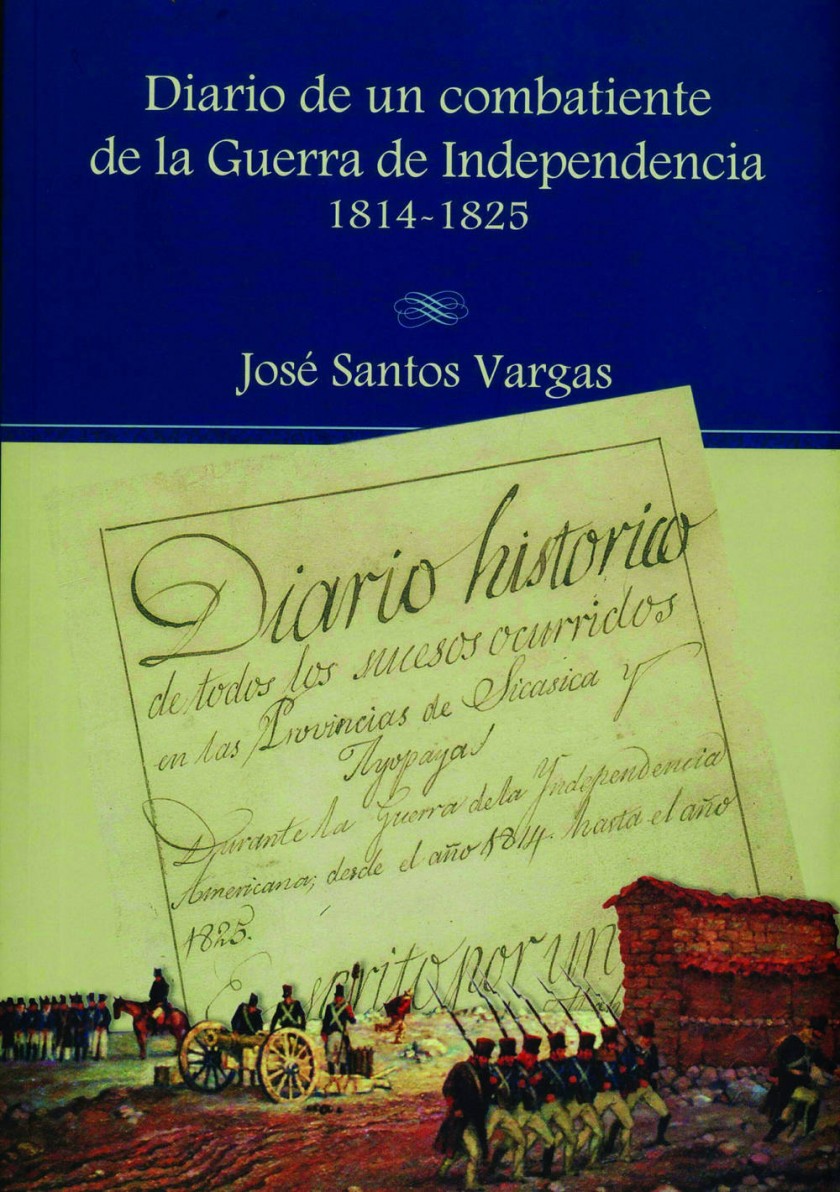 Diario de un combatiente
de la Guerra de Independencia
1814-1825
José Santos Vargas
Diario historico
de todos los sucesos ocurridos
en las Provincias de Sicasica y
Ayopaya
Durante la Guerra de la Yndependencia
Americana; desde el año 1814. hasta el año
1825.
Escrito por un